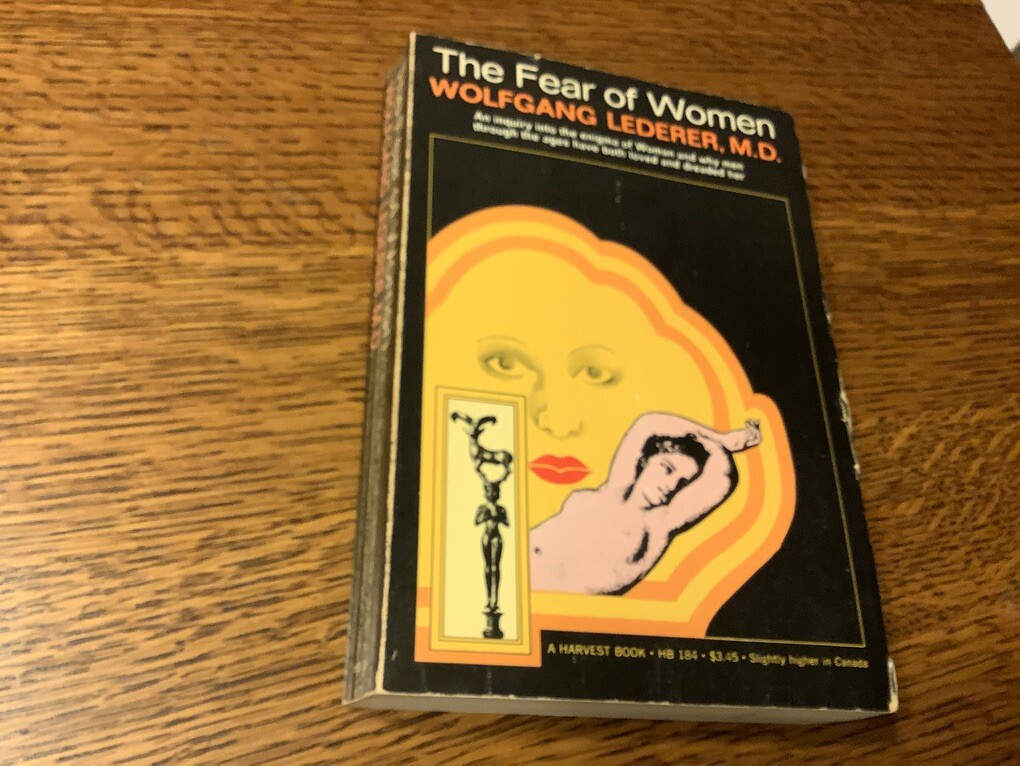 The Fear of Women
WOLFGANG LEDERER, M.D.
An inquiry into the enigma of Women and why men
through the ages have both loved and dreaded her
A HARVEST BOOK • HB 184 • $3.45 • Slightly higher in Canada